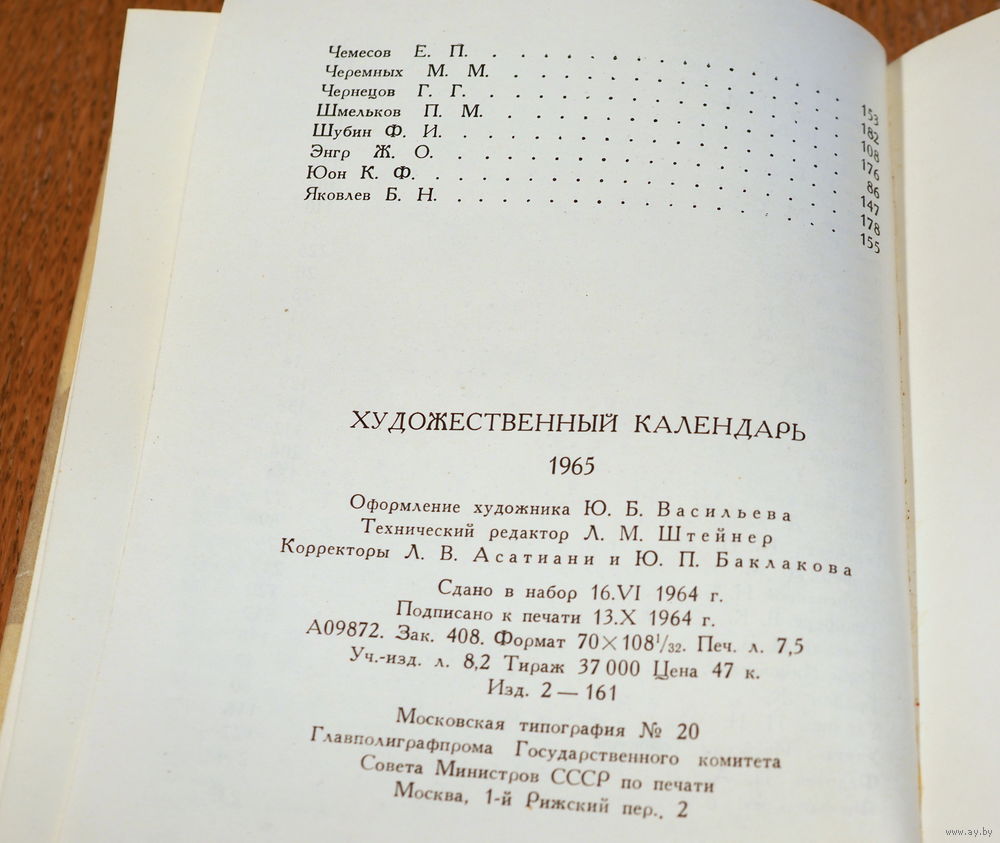 Чемесов Е. П. . . . . . . . . . . . . . . 153
Черемных М. М. . . . . . . . . . . . . . . 182
Чернецов Г. Г. . . . . . . . . . . . . . . 108
Шмельков П. М. . . . . . . . . . . . . . . 176
Шубин Ф. И. . . . . . . . . . . . . . . . 86
Энгр Ж. О. . . . . . . . . . . . . . . . 147
Юон К. Ф. . . . . . . . . . . . . . . . . 178
Яковлев Б. Н. . . . . . . . . . . . . . . 155
ХУДОЖЕСТВЕННЫЙ КАЛЕНДАРЬ
1965
Оформление художника Ю. Б. Васильева
Технический редактор Л. М. Штейнер
Корректоры Л. В. Асатиани и Ю. П. Баклакова
Сдано в набор 16.VI 1964 г.
Подписано к печати 13.X 1964 г.
А09872. Зак. 408. Формат 70×108¹/₃₂. Печ. л. 7,5
Уч.-изд. л. 8,2 Тираж 37 000 Цена 47 к.
Изд. 2—161
Московская типография № 20
Главполиграфпрома Государственного комитета
Совета Министров СССР по печати
Москва, 1-й Рижский пер., 2
www.ay.by